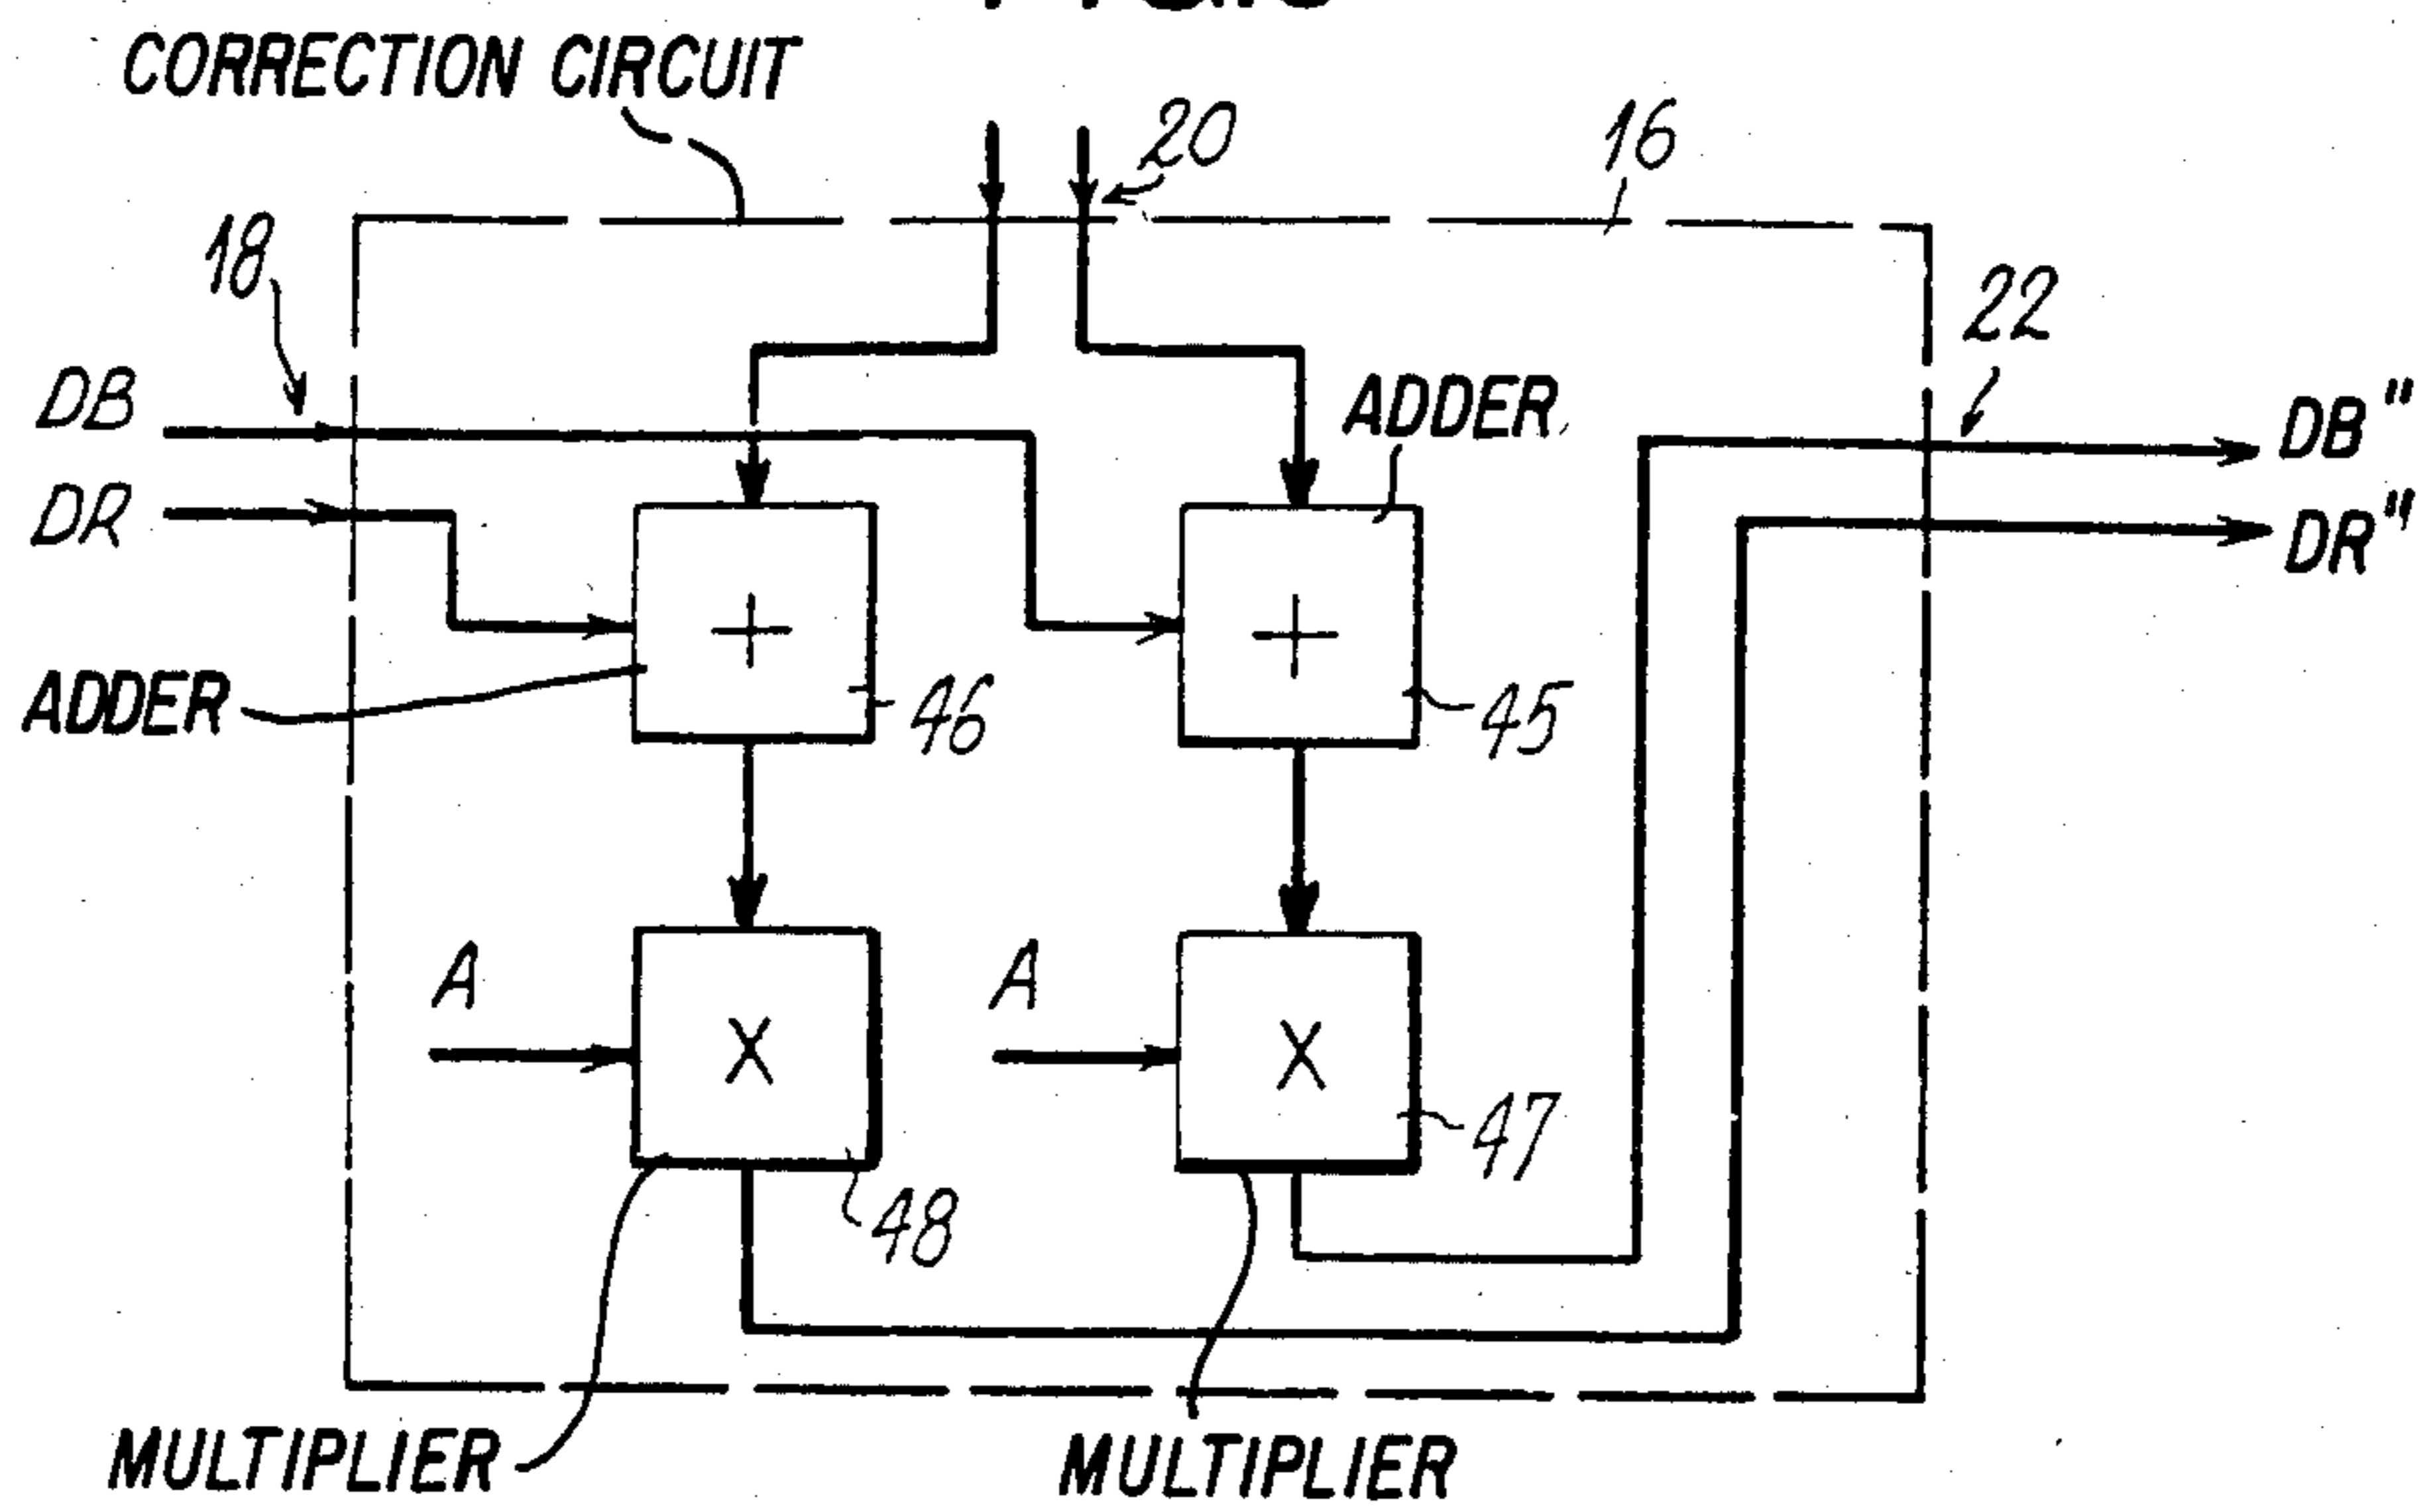 CORRECTION CIRCUIT
20
16
18
22
DB
ADDER
DB"
DR
DR"
+
+
ADDER
46
45
A
A
X
X
47
48
MULTIPLIER
MULTIPLIER